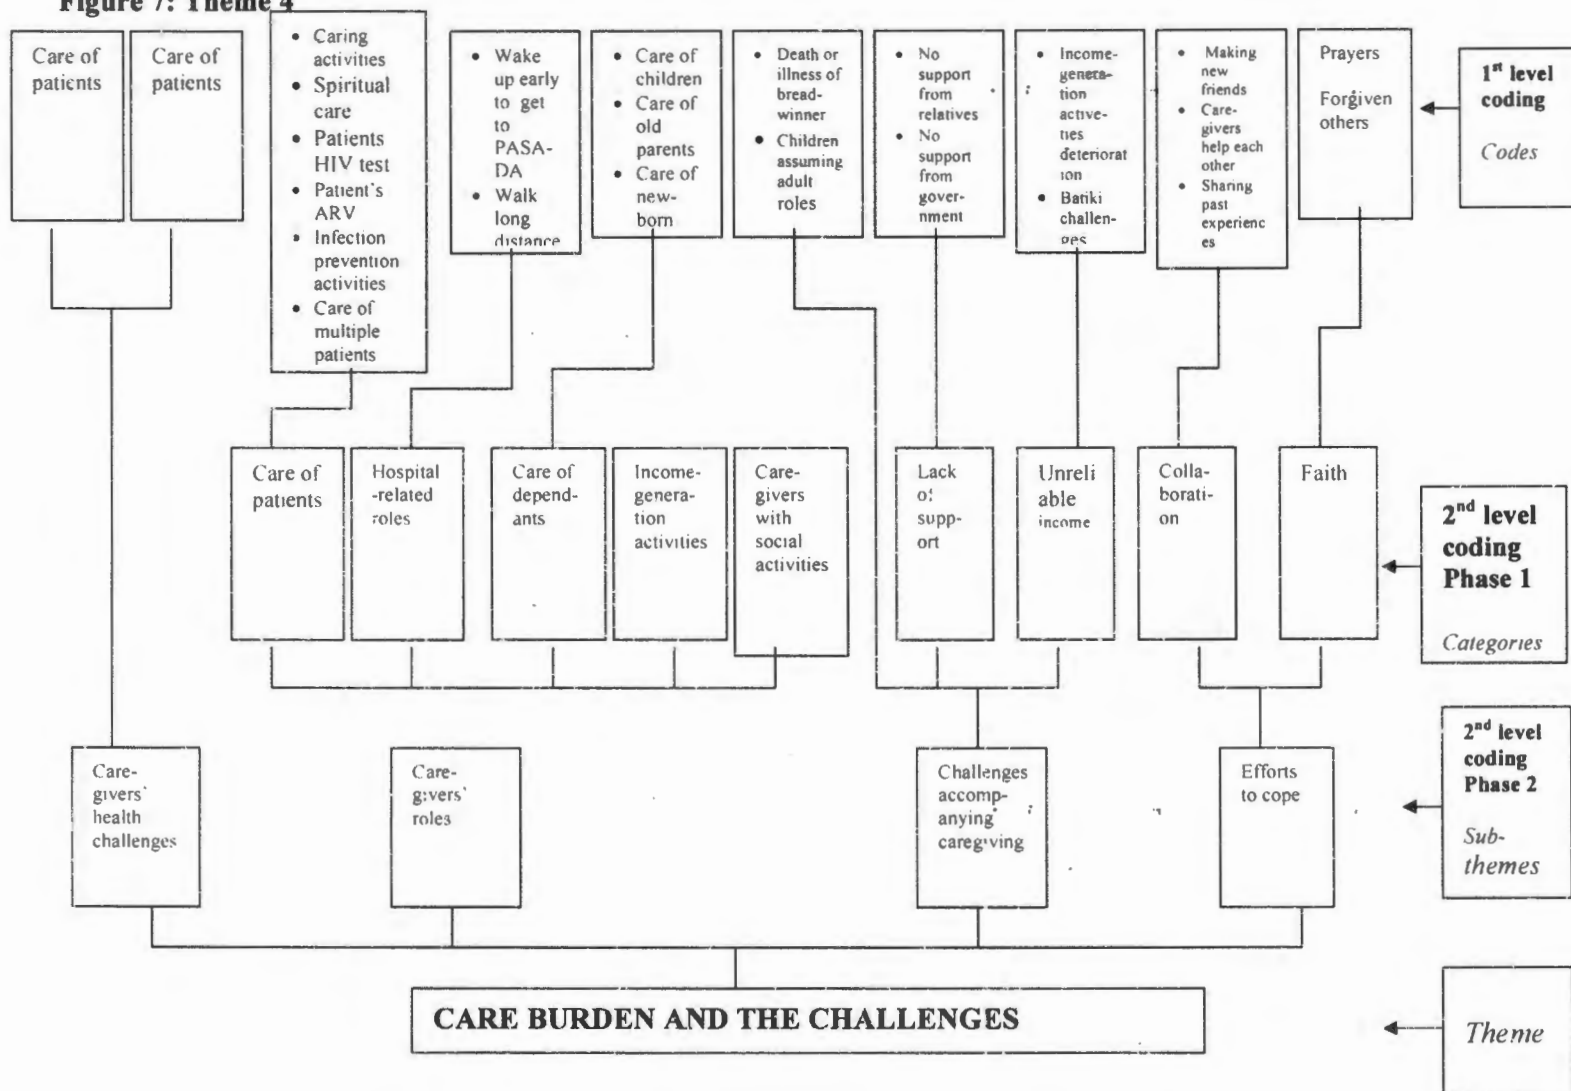 Figure 7: Theme 4
Care of
patients
Care of
patients
• Caring
activities
• Spiritual
care
• Patients
HIV test
• Patient's
ARV
• Infection
prevention
activities
• Care of
multiple
patients
• Wake
up early
to get
to
PASA-
DA
• Walk
long
distance
• Care of
children
• Care of
old
parents
• Care of
new-
born
• Death or
illness of
bread-
winner
• Children
assuming
adult
roles
• No
support
from
relatives
• No
support
from
gover-
nment
• Income-
genera-
tion
active-
ties
deteriorat
ion
• Batiki
challen-
ges
• Making
new
friends
• Care-
givers
help each
other
• Sharing
past
experienc
es
Prayers
Forgiven
others
1st level
coding
Codes
Care of
patients
Hospital
-related
roles
Care of
depend-
ants
Income-
genera-
tion
activities
Care-
givers
with
social
activities
Lack
of
supp-
ort
Unreli
able
income
Colla-
borati-
on
Faith
2nd level
coding
Phase 1
Categories
Care-
givers'
health
challenges
Care-
givers'
roles
Challenges
accomp-
anying
caregiving
Efforts
to cope
2nd level
coding
Phase 2
Sub-
themes
CARE BURDEN AND THE CHALLENGES
Theme